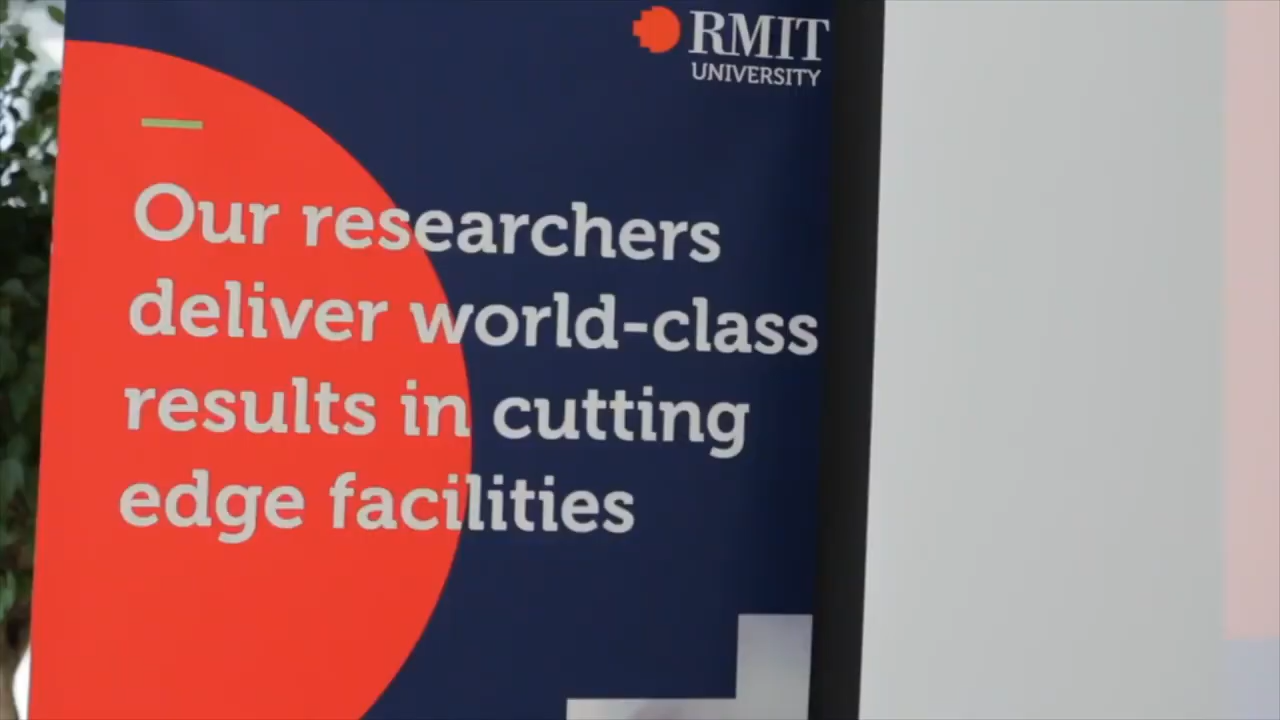 RMIT
UNIVERSITY
Our researchers
deliver world-class
results in cutting
edge facilities